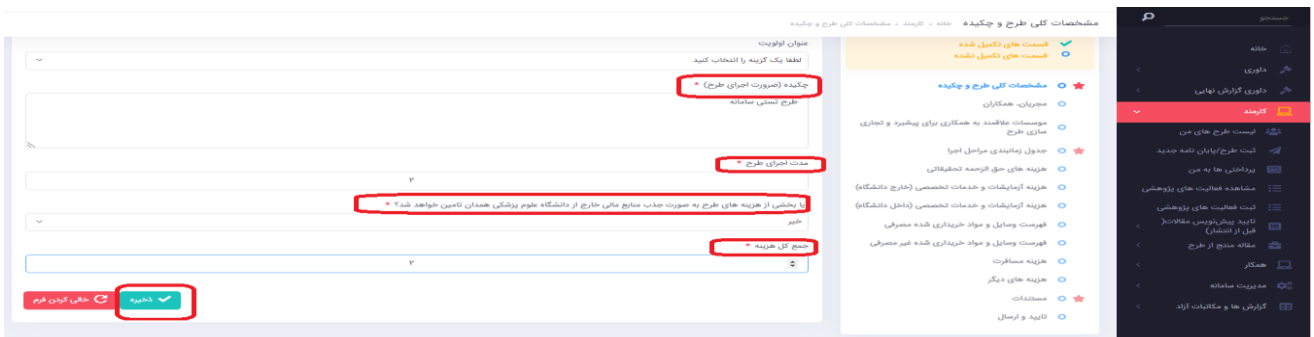 جستجو
خانه
داوری
داوری گزارش نهایی
کارمند
لیست طرح های من
ثبت طرح/پایان نامه جدید
پرداختی ها به من
مشاهده فعالیت های پژوهشی
ثبت فعالیت های پژوهشی
تایید پیش‌نویس مقالات(
قبل از انتشار)
مقاله منتج از طرح
همکار
مدیریت سامانه
گزارش ها و مکاتبات آزاد
مشخصات کلی طرح و چکیده خانه . کارمند . مشخصات کلی طرح و چکیده
قسمت های تکمیل شده
قسمت های تکمیل نشده
مشخصات کلی طرح و چکیده
مجریان، همکاران
موسسات علاقمند به همکاری برای پیشبرد و تجاری
سازی طرح
جدول زمانبندی مراحل اجرا
هزینه های حق الزحمه تحقیقاتی
هزینه آزمایشات و خدمات تخصصی (خارج دانشگاه)
هزینه آزمایشات و خدمات تخصصی (داخل دانشگاه)
فهرست وسایل و مواد خریداری شده مصرفی
فهرست وسایل و مواد خریداری شده غیر مصرفی
هزینه مسافرت
هزینه های دیگر
مستندات
تایید و ارسال
عنوان اولویت
لطفا یک گزینه را انتخاب کنید
چکیده (ضرورت اجرای طرح) *
طرح تستی سامانه
مدت اجرای طرح *
۲
یا بخشی از هزینه های طرح به صورت جذب منابع مالی خارج از دانشگاه علوم پزشکی همدان تامین خواهد شد؟ *
خیر
جمع کل هزینه *
۲
ذخیره
خالی کردن فرم